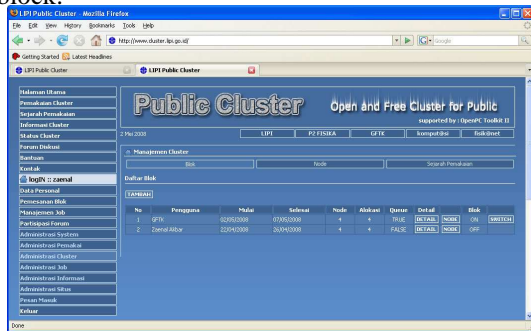 block.
LIPI Public Cluster - Mozilla Firefox
File Edit View History Bookmarks Tools Help
http://www.cluster.lipi.go.id/
Google
Getting Started Latest Headlines
LIPI Public Cluster
LIPI Public Cluster
Public Cluster
Open and Free Cluster for Public
supported by : OpenPC Toolkit II
2 Mei 2008
LIPI P2 FISIKA GFTK komput@si fisik@net
Halaman Utama
Pemakaian Cluster
Sejarah Pemakaian
Informasi Cluster
Status Cluster
Forum Diskusi
Bantuan
Kontak
logIN :: zaenal
Data Personal
Pemesanan Blok
Manajemen Job
Partisipasi Forum
Administrasi System
Administrasi Pemakai
Administrasi Cluster
Administrasi Job
Administrasi Informasi
Administrasi Situs
Pesan Masuk
Keluar
Manajemen Cluster
Blok Node Sejarah Pemakaian
Daftar Blok
TAMBAH
No Pengguna Mulai Selesai Node Alokasi Queue Detail Blok
1 GFTK 02/05/2008 07/05/2008 4 4 TRUE DETAIL NODE ON SWITCH
2 Zaenal Akbar 22/04/2008 26/04/2008 4 4 FALSE DETAIL NODE OFF
Done